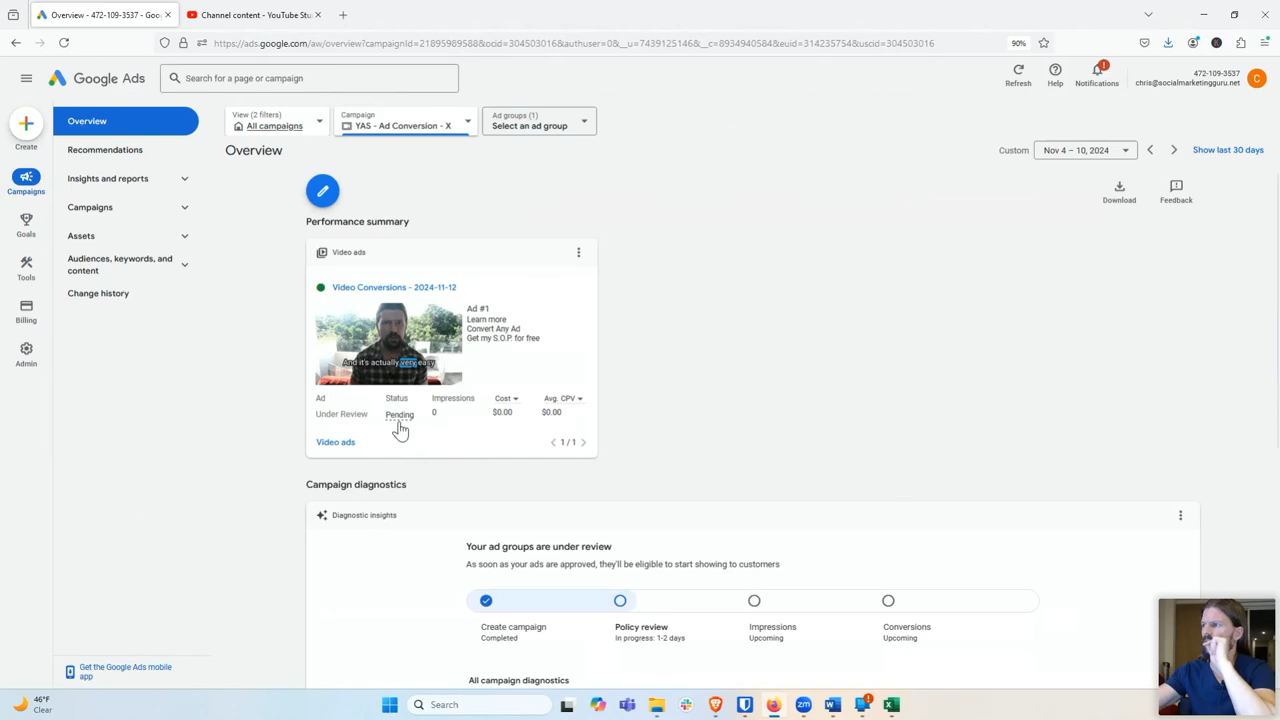 Overview - 472-109-3537 - Goo
Channel content - YouTube Stu
https://ads.google.com/aw/overview?campaignId=21895989588&ocid=304503016&authuser=0&__u=7439125146&__c=8934940584&euid=314235754&uscid=304503016
90%
Google Ads
Search for a page or campaign
Refresh
Help
Notifications
472-109-3537
chris@socialmarketingguru.net
C
Create
Campaigns
Goals
Tools
Billing
Admin
Overview
Recommendations
Insights and reports
Campaigns
Assets
Audiences, keywords, and
content
Change history
Get the Google Ads mobile
app
View (2 filters)
All campaigns
Campaign
YAS - Ad Conversion - X
Ad groups (1)
Select an ad group
Overview
Custom
Nov 4 – 10, 2024
Show last 30 days
Download
Feedback
Performance summary
Video ads
Video Conversions - 2024-11-12
And it's actually very easy
Ad #1
Learn more
Convert Any Ad
Get my S.O.P. for free
Ad Status Impressions Cost Avg. CPV
Under Review Pending 0 $0.00 $0.00
Video ads
1 / 1
Campaign diagnostics
Diagnostic insights
Your ad groups are under review
As soon as your ads are approved, they'll be eligible to start showing to customers
Create campaign
Completed
Policy review
In progress: 1-2 days
Impressions
Upcoming
Conversions
Upcoming
All campaign diagnostics
46°F
Clear
Search